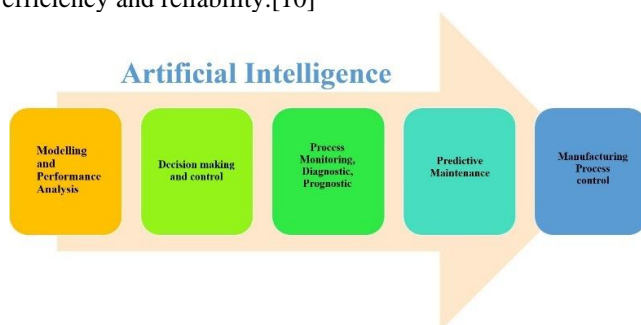 efficiency and reliability.[10]
Artificial Intelligence
Modelling
and
Performance
Analysis
Decision making
and control
Process
Monitoring,
Diagnostic,
Prognostic
Predictive
Maintenance
Manufacturing
Process
control